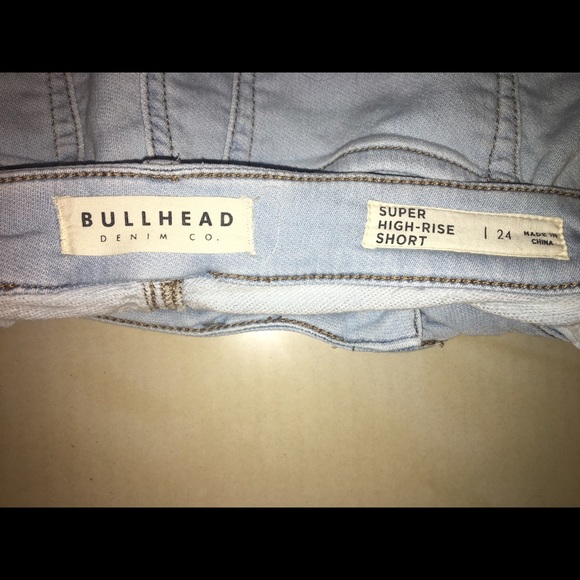 BULLHEAD
DENIM CO.
SUPER
HIGH-RISE
SHORT
| 24
MADE IN
CHINA